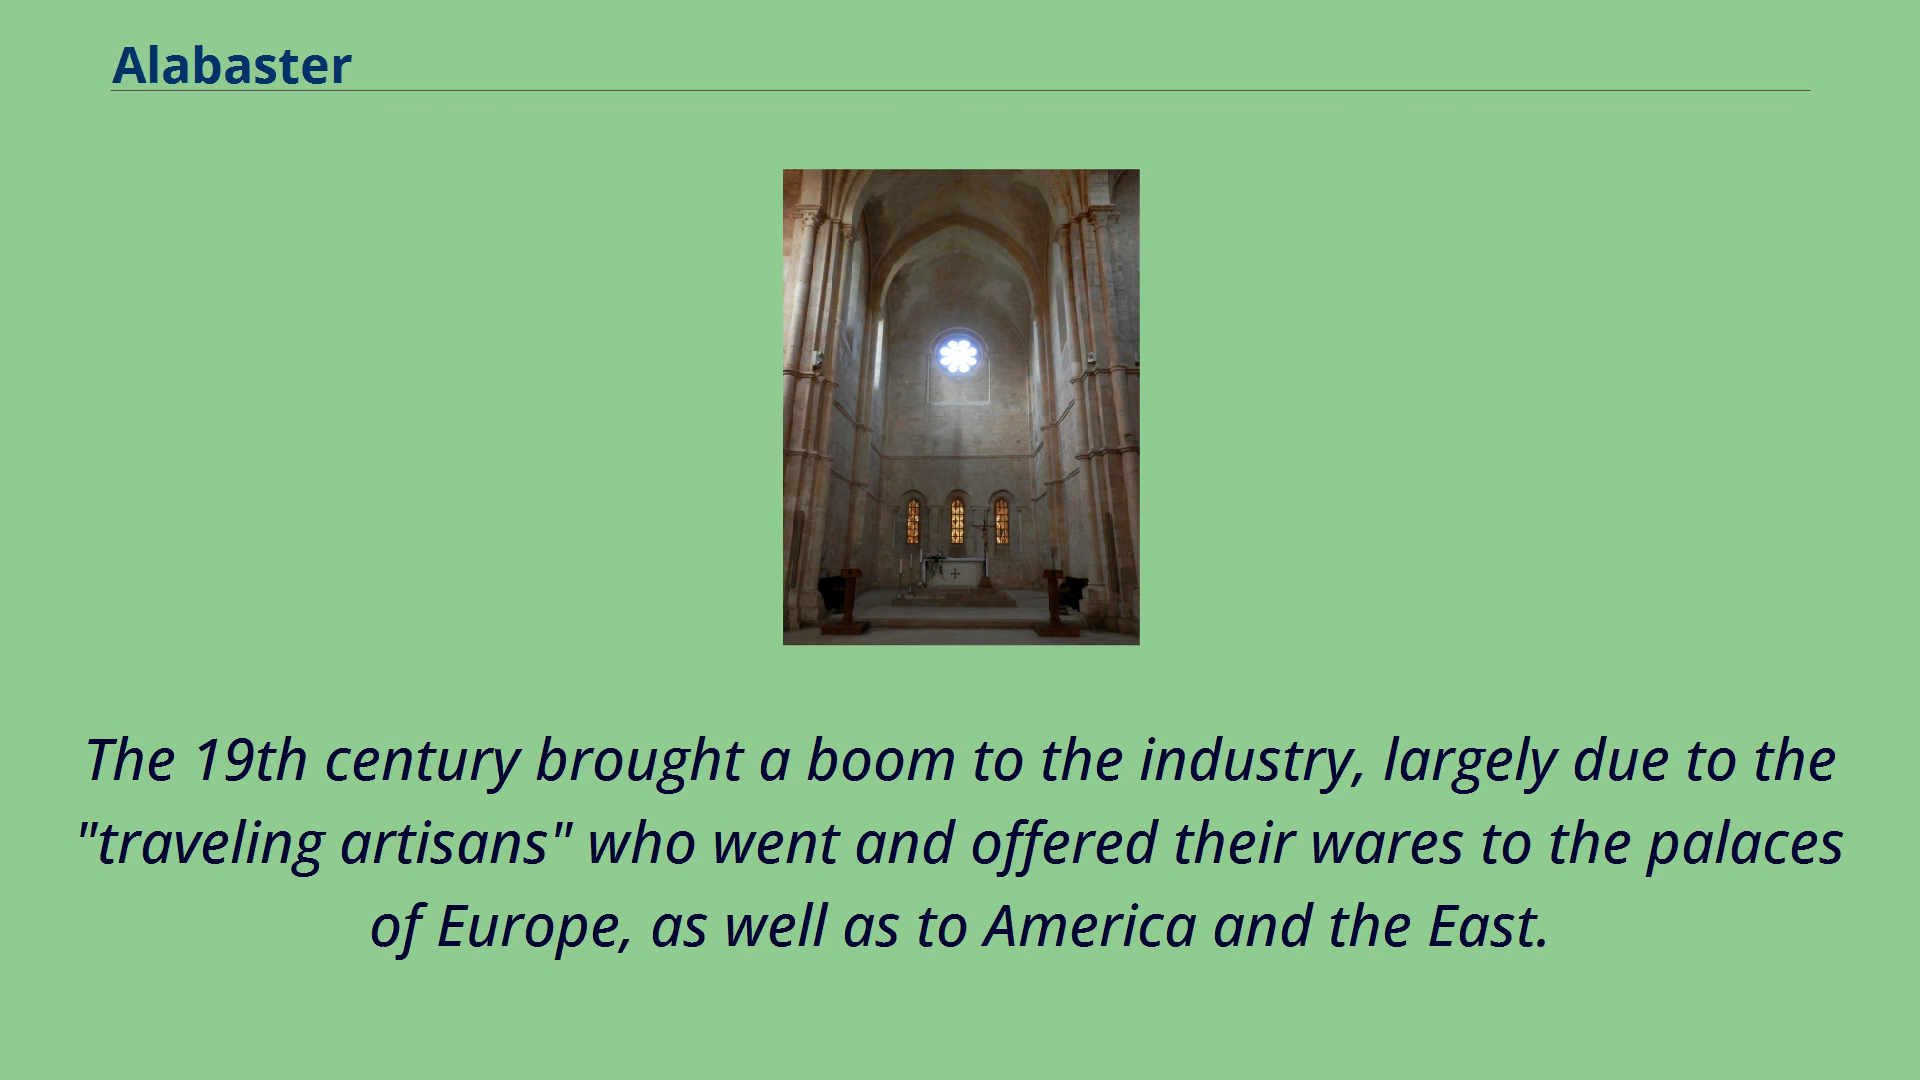 Alabaster
The 19th century brought a boom to the industry, largely due to the
"traveling artisans" who went and offered their wares to the palaces
of Europe, as well as to America and the East.